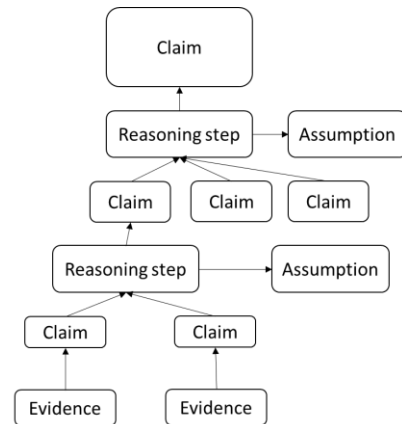 Claim
Reasoning step
Assumption
Claim
Claim
Claim
Reasoning step
Assumption
Claim
Claim
Evidence
Evidence